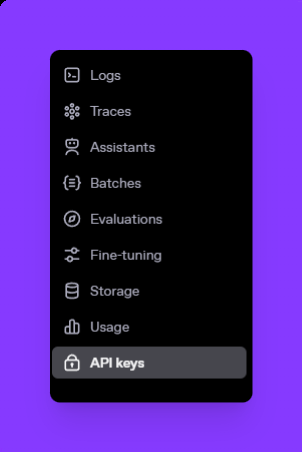 Logs
Traces
Assistants
Batches
Evaluations
Fine-tuning
Storage
Usage
API keys